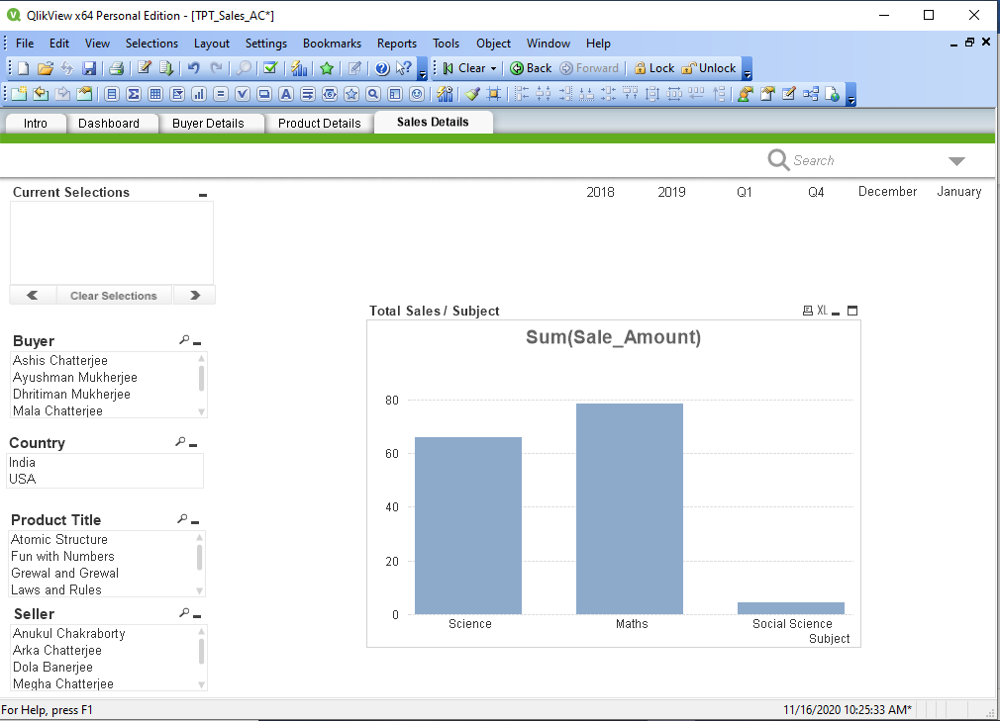 QlikView x64 Personal Edition - [TPT_Sales_AC*]
File Edit View Selections Layout Settings Bookmarks Reports Tools Object Window Help
Clear Back Forward Lock Unlock
Intro Dashboard Buyer Details Product Details Sales Details
Search
Current Selections
2018 2019 Q1 Q4 December January
Clear Selections
Total Sales / Subject XL
Sum(Sale_Amount)
80
60
40
20
0
Science Maths Social Science
Subject
Buyer
Ashis Chatterjee
Ayushman Mukherjee
Dhritiman Mukherjee
Mala Chatterjee
Country
India
USA
Product Title
Atomic Structure
Fun with Numbers
Grewal and Grewal
Laws and Rules
Seller
Anukul Chakraborty
Arka Chatterjee
Dola Banerjee
Megha Chatterjee
For Help, press F1 11/16/2020 10:25:33 AM*